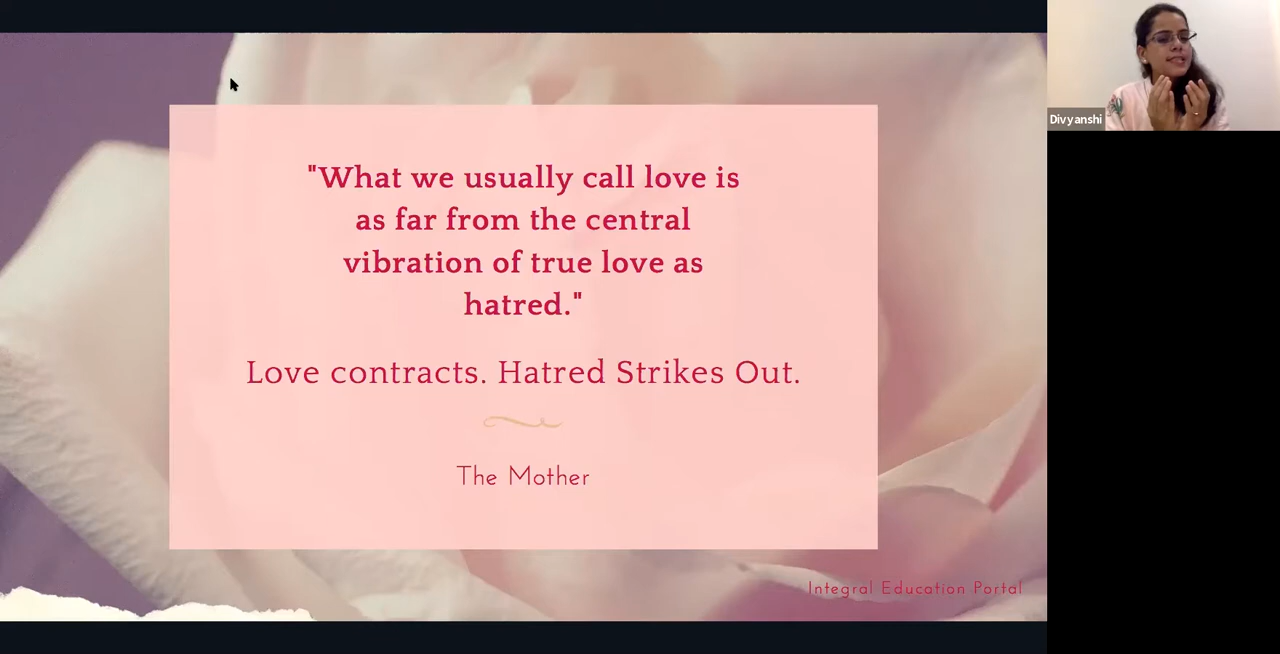 "What we usually call love is
as far from the central
vibration of true love as
hatred."
Love contracts. Hatred Strikes Out.
The Mother
Integral Education Portal
Divyanshi